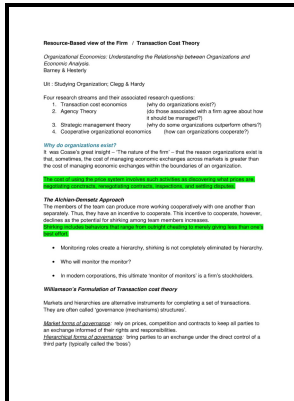 Resource-Based view of the Firm / Transaction Cost Theory
Organizational Economics: Understanding the Relationship between Organizations and
Economic Analysis.
Barney & Hesterly
Uit : Studying Organization; Clegg & Hardy
Four research streams and their associated research questions:
1. Transaction cost economics (why do organizations exist?)
2. Agency Theory (do those associated with a firm agree about how
it should be managed?)
3. Strategic management theory (why do some organizations outperform others?)
4. Cooperative organizational economics (how can organizations cooperate?)
Why do organizations exist?
It was Coase's great insight – 'The nature of the firm' – that the reason organizations exist is
that, sometimes, the cost of managing economic exchanges across markets is greater than
the cost of managing economic exchanges within the boundaries of an organization.
The cost of using the price system involves such activities as discovering what prices are,
negotiating contracts, renegotiating contracts, inspections, and settling disputes.
The Alchian-Demsetz Approach
The members of the team can produce more working cooperatively with one another than
separately. Thus, they have an incentive to cooperate. This incentive to cooperate, however,
declines as the potential for shirking among team members increases.
Shirking includes behaviors that range from outright cheating to merely giving less than one's
best effort.
• Monitoring roles create a hierarchy, shirking is not completely eliminated by hierarchy.
• Who will monitor the monitor?
• In modern corporations, this ultimate 'monitor of monitors' is a firm's stockholders.
Williamson's Formulation of Transaction cost theory
Markets and hierarchies are alternative instruments for completing a set of transactions.
They are often called 'governance (mechanisms) structures'.
Market forms of governance: rely on prices, competition and contracts to keep all parties to
an exchange informed of their rights and responsibilities.
Hierarchical forms of governance: bring parties to an exchange under the direct control of a
third party (typically called the 'boss')